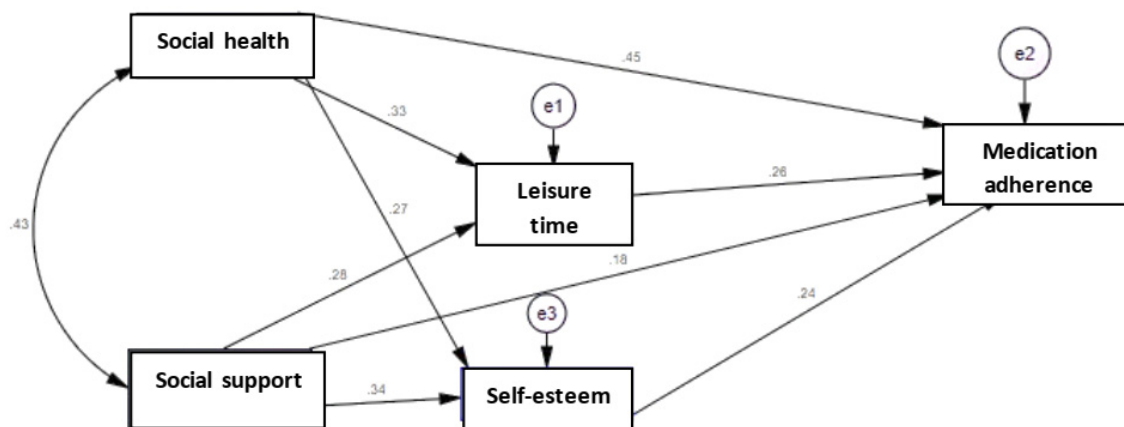 Social health
e2
.45
e1
.33
Medication
adherence
Leisure
time
.26
.27
.43
.18
.28
e3
.24
Social support
.34
Self-esteem